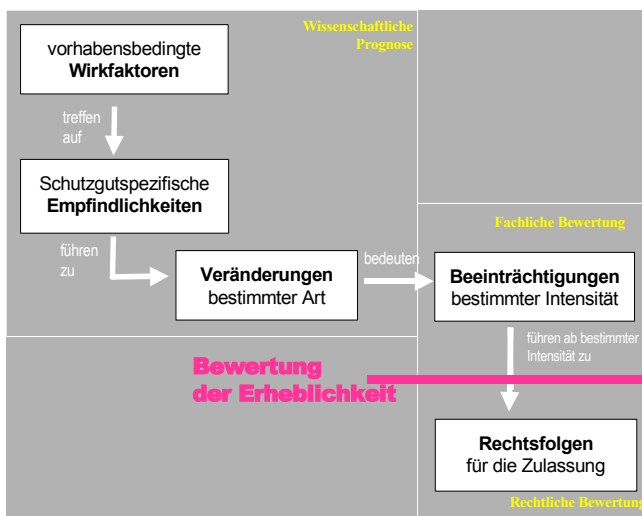 Wissenschaftliche
Prognose
vorhabensbedingte
Wirkfaktoren
treffen
auf
Schutzgutspezifische
Empfindlichkeiten
führen
zu
Veränderungen
bestimmter Art
bedeuten
Fachliche Bewertung
Beeinträchtigungen
bestimmter Intensität
führen ab bestimmter
Intensität zu
Bewertung
der Erheblichkeit
Rechtsfolgen
für die Zulassung
Rechtliche Bewertung